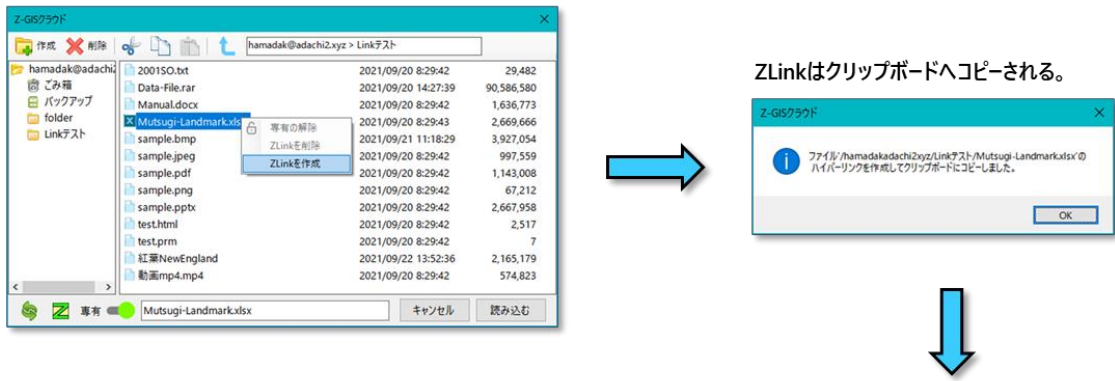 Z-GISクラウド
作成 削除 hamadak@adachi2.xyz > Linkテスト
hamadak@adachi2
ごみ箱
バックアップ
folder
Linkテスト
2001SO.txt 2021/09/20 8:29:42 29,482
Data-File.rar 2021/09/20 14:27:39 90,586,580
Manual.docx 2021/09/20 8:29:42 1,636,773
Mutsugi-Landmark.xls 2021/09/20 8:29:43 2,669,666
sample.bmp 2021/09/21 11:18:29 3,927,054
sample.jpeg 2021/09/20 8:29:42 997,559
sample.pdf 2021/09/20 8:29:42 1,143,008
sample.png 2021/09/20 8:29:42 67,212
sample.pptx 2021/09/20 8:29:42 2,667,958
test.html 2021/09/20 8:29:42 2,517
test.prm 2021/09/20 8:29:42 7
紅葉NewEngland 2021/09/22 13:52:36 2,165,179
動画mp4.mp4 2021/09/20 8:29:42 574,823
専有の解除
ZLinkを削除
ZLinkを作成
専有 Mutsugi-Landmark.xlsx キャンセル 読み込む
ZLinkはクリップボードへコピーされる。
Z-GISクラウド
ファイル'/hamadakadachi2xyz/Linkテスト/Mutsugi-Landmark.xlsx'の
ハイパーリンクを作成してクリップボードにコピーしました。
OK